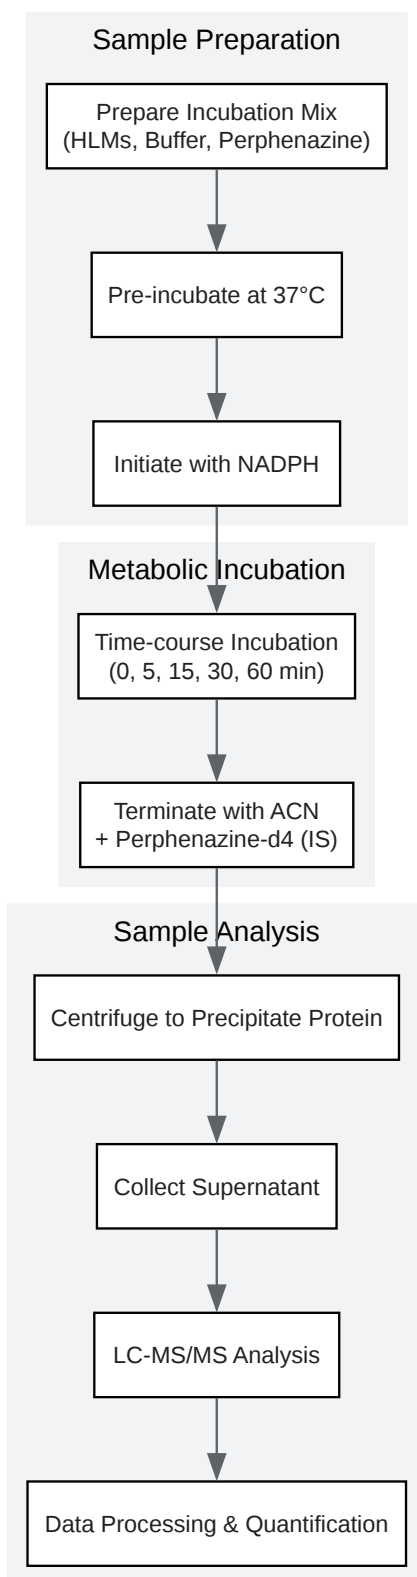 Sample Preparation
Prepare Incubation Mix
(HLMs, Buffer, Perphenazine)
Pre-incubate at 37°C
Initiate with NADPH
Metabolic Incubation
Time-course Incubation
(0, 5, 15, 30, 60 min)
Terminate with ACN
+ Perphenazine-d4 (IS)
Sample Analysis
Centrifuge to Precipitate Protein
Collect Supernatant
LC-MS/MS Analysis
Data Processing & Quantification